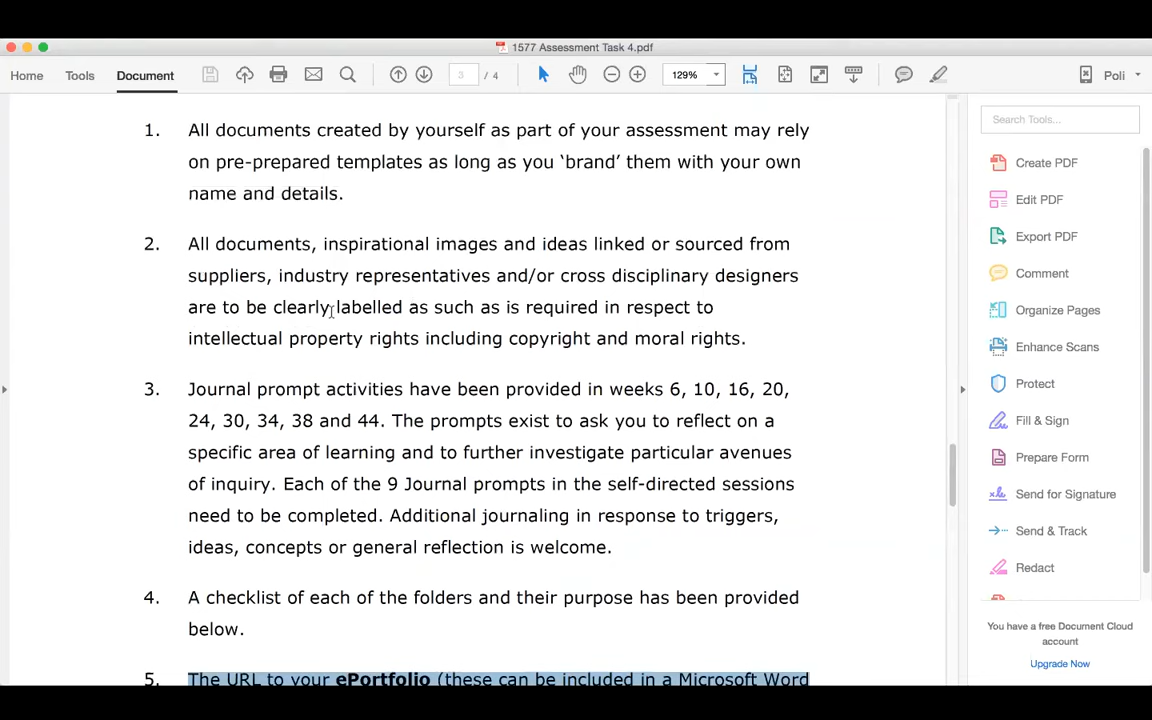 1577 Assessment Task 4.pdf
Home Tools Document 3 / 4 129% Poli
1. All documents created by yourself as part of your assessment may rely
on pre-prepared templates as long as you ‘brand’ them with your own
name and details.
2. All documents, inspirational images and ideas linked or sourced from
suppliers, industry representatives and/or cross disciplinary designers
are to be clearly labelled as such as is required in respect to
intellectual property rights including copyright and moral rights.
3. Journal prompt activities have been provided in weeks 6, 10, 16, 20,
24, 30, 34, 38 and 44. The prompts exist to ask you to reflect on a
specific area of learning and to further investigate particular avenues
of inquiry. Each of the 9 Journal prompts in the self-directed sessions
need to be completed. Additional journaling in response to triggers,
ideas, concepts or general reflection is welcome.
4. A checklist of each of the folders and their purpose has been provided
below.
5. The URL to your ePortfolio (these can be included in a Microsoft Word
Search Tools...
Create PDF
Edit PDF
Export PDF
Comment
Organize Pages
Enhance Scans
Protect
Fill & Sign
Prepare Form
Send for Signature
Send & Track
Redact
You have a free Document Cloud
account
Upgrade Now